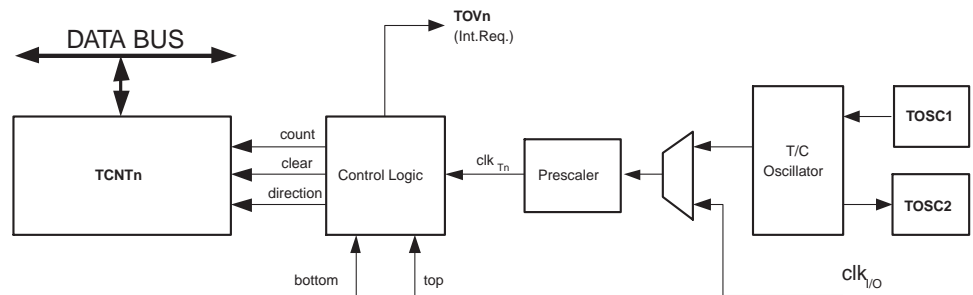 TOVn
(Int.Req.)
DATA BUS
TOSC1
count
T/C
Oscillator
clk Tn
TCNTn
clear
Control Logic
Prescaler
direction
TOSC2
bottom
top
clk I/O